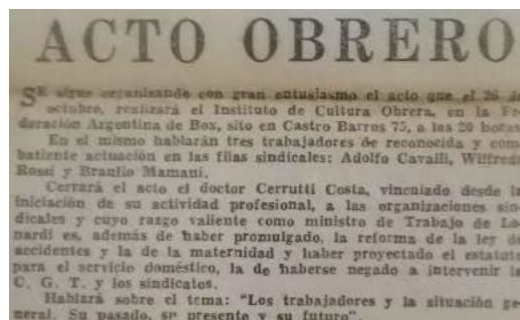 ACTO OBRERO
SE sigue organizando con gran entusiasmo el acto que el 26 de
octubre, realizará el Instituto de Cultura Obrera, en la Fe
deración Argentina de Box, sito en Castro Barros 75, a las 20 horas
En el mismo hablarán tres trabajadores de reconocida y com
batiente actuación en las filas sindicales: Adolfo Cavalli, Wilfredo
Rossi y Braulio Mamani.
Cerrará el acto el doctor Cerrutti Costa, vinculado desde la
iniciación de su actividad profesional, a las organizaciones sin
dicales y cuyo rasgo valiente como ministro de Trabajo de Lo
nardi es, además de haber promulgado, la reforma de la ley de
accidentes y la de la maternidad y haber proyectado el estatuto
para el servicio doméstico, la de haberse negado a intervenir la
C. G. T. y los sindicatos.
Hablará sobre el tema: "Los trabajadores y la situación ge
neral. Su pasado, su presente y su futuro".